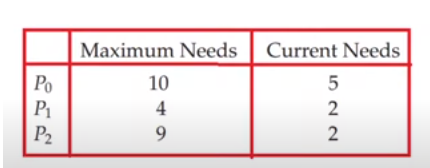 Maximum Needs Current Needs
P₀ 10 5
P₁ 4 2
P₂ 9 2